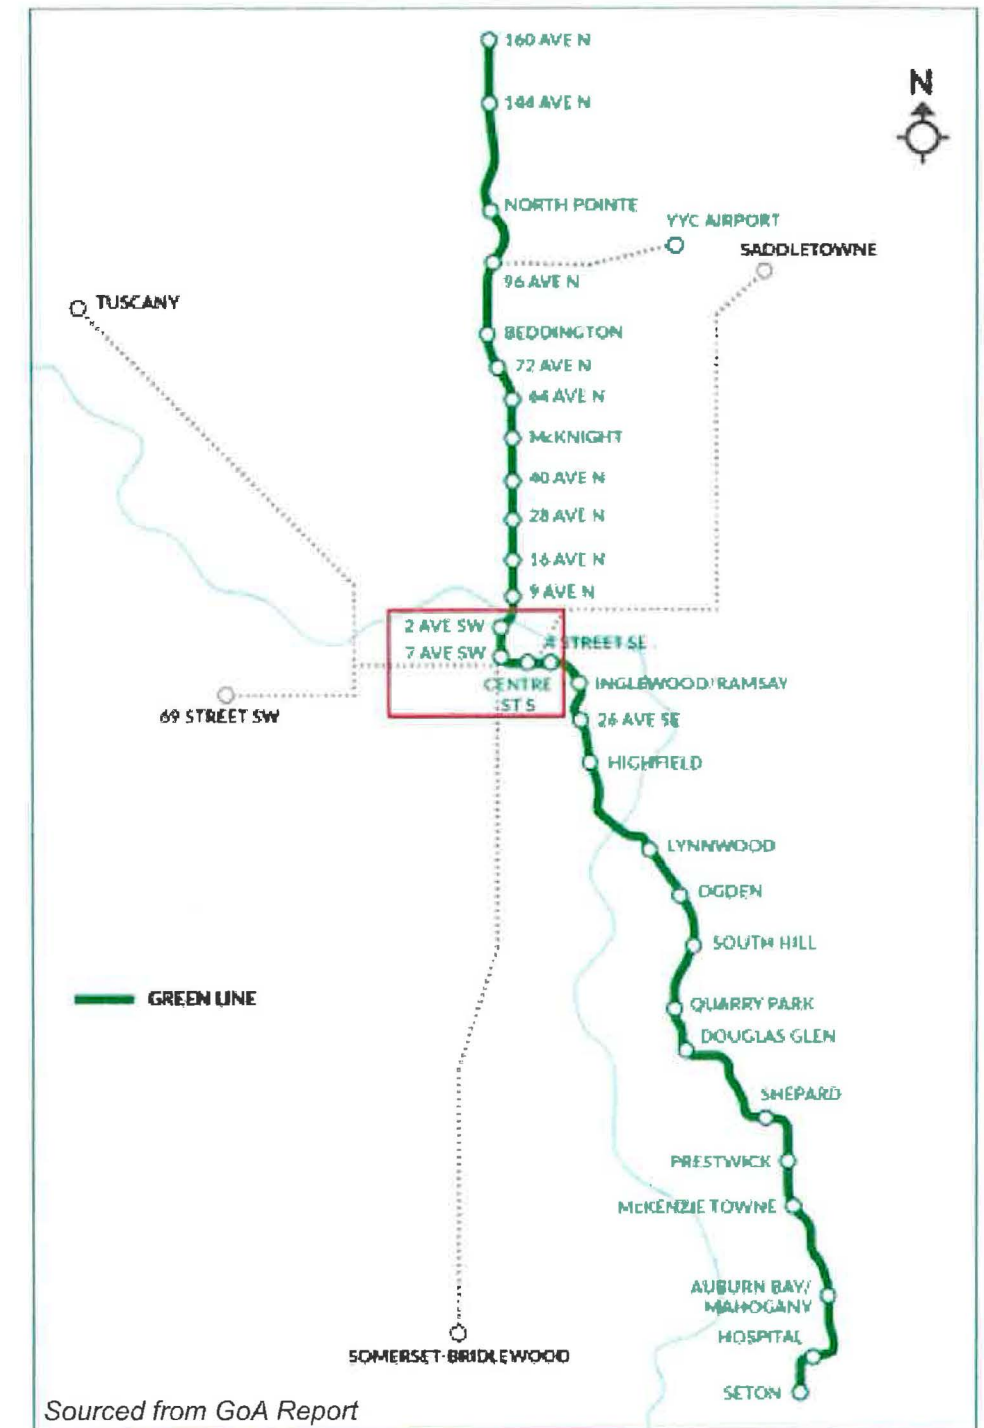 160 AVE N
144 AVE N
N
NORTH POINTE
YYC AIRPORT
SADDLETOWNE
96 AVE N
TUSCANY
BEDDINGTON
72 AVE N
64 AVE N
McKNIGHT
40 AVE N
28 AVE N
16 AVE N
9 AVE N
2 AVE SW
4 STREET SE
7 AVE SW
CENTRE
ST S
INGLEWOOD/RAMSAY
69 STREET SW
26 AVE SE
HIGHFIELD
LYNNWOOD
OGDEN
SOUTH HILL
GREEN LINE
QUARRY PARK
DOUGLAS GLEN
SHEPARD
PRESTWICK
McKENZIE TOWNE
AUBURN BAY/
MAHOGANY
HOSPITAL
SOMERSET-BRIDLEWOOD
SETON
Sourced from GoA Report